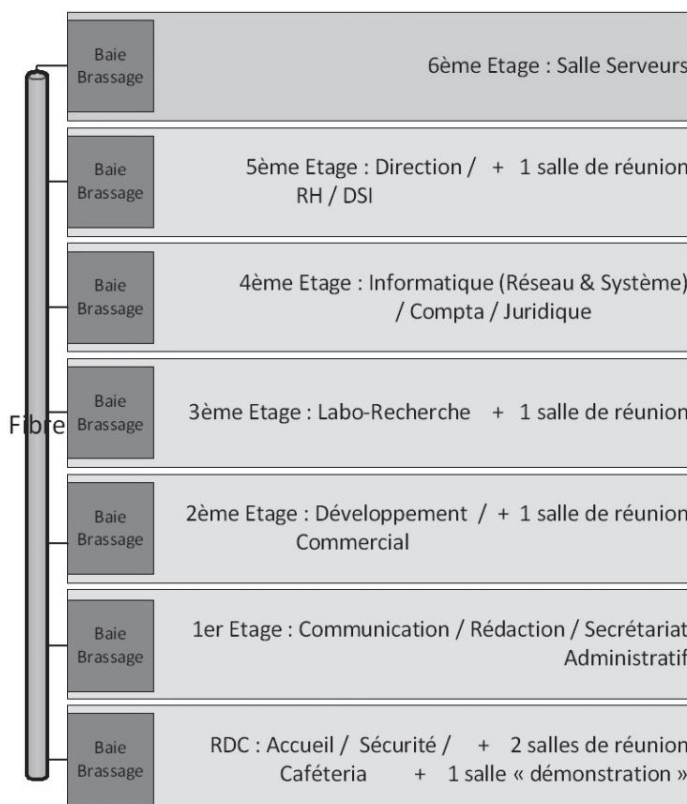 Baie
Brassage
6ème Etage : Salle Serveurs
Baie
Brassage
5ème Etage : Direction / + 1 salle de réunion
RH / DSI
Baie
Brassage
4ème Etage : Informatique (Réseau & Système)
/ Compta / Juridique
Fibre
Baie
Brassage
3ème Etage : Labo-Recherche + 1 salle de réunion
Baie
Brassage
2ème Etage : Développement / + 1 salle de réunion
Commercial
Baie
Brassage
1er Etage : Communication / Rédaction / Secrétariat
Administratif
Baie
Brassage
RDC : Accueil / Sécurité / + 2 salles de réunion
Caféteria + 1 salle « démonstration »